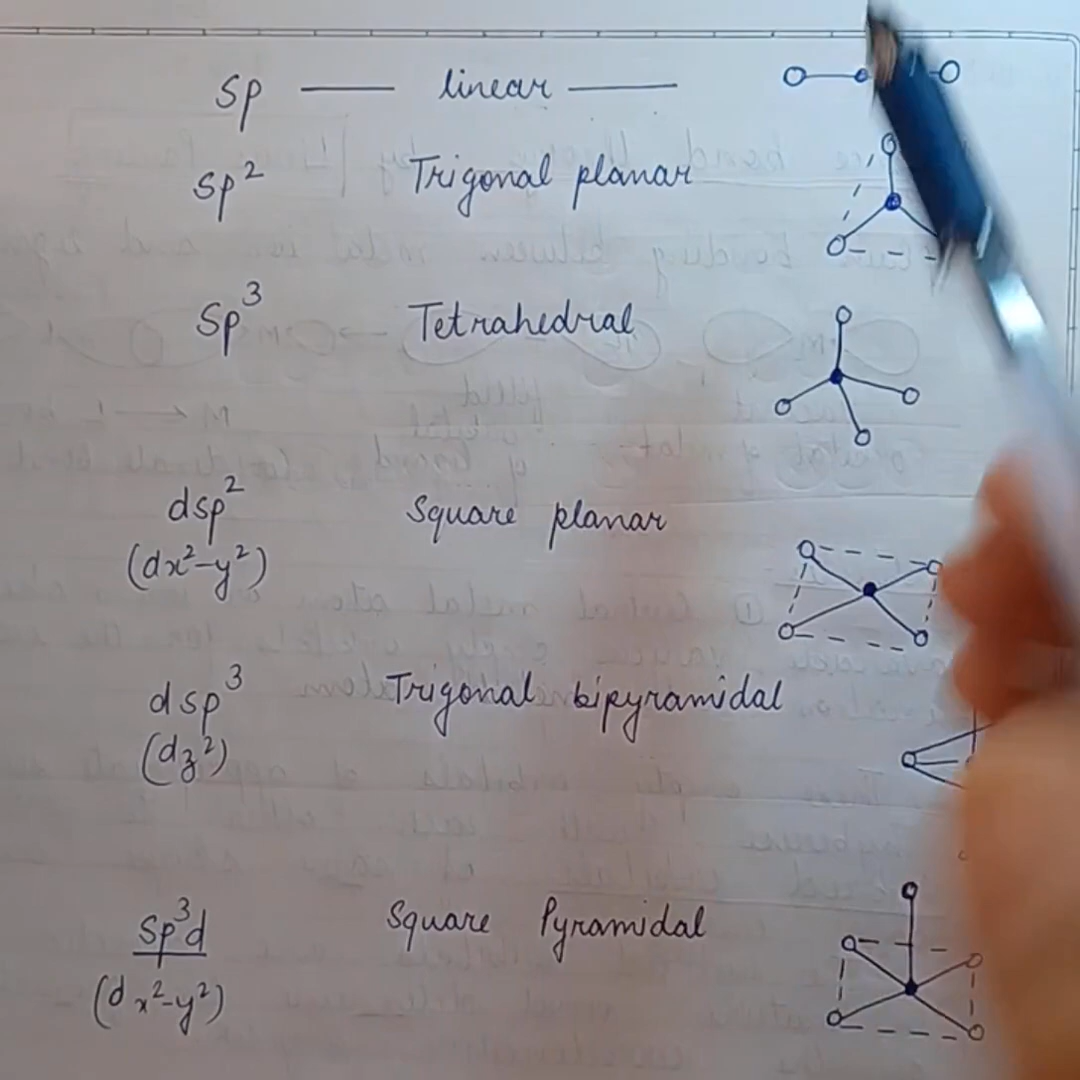 sp — linear —
sp² Trigonal planar
sp³ Tetrahedral
dsp² Square planar
(dx²-y²)
dsp³ Trigonal bipyramidal
(dz²)
sp³d Square Pyramidal
(dx²-y²)